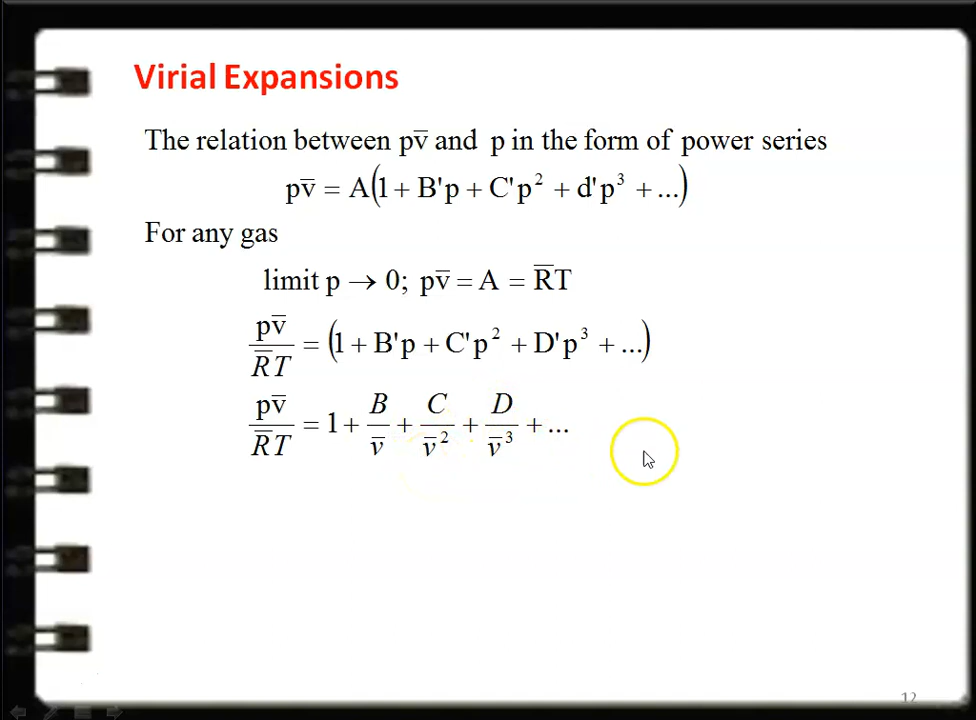 Virial Expansions
The relation between pv̅ and p in the form of power series
pv̅ = A(1 + B'p + C'p² + d'p³ + ...)
For any gas
limit p → 0; pv̅ = A = R̅T
pv̅/R̅T = (1 + B'p + C'p² + D'p³ + ...)
pv̅/R̅T = 1 + B/v̅ + C/v̅² + D/v̅³ + ...
12